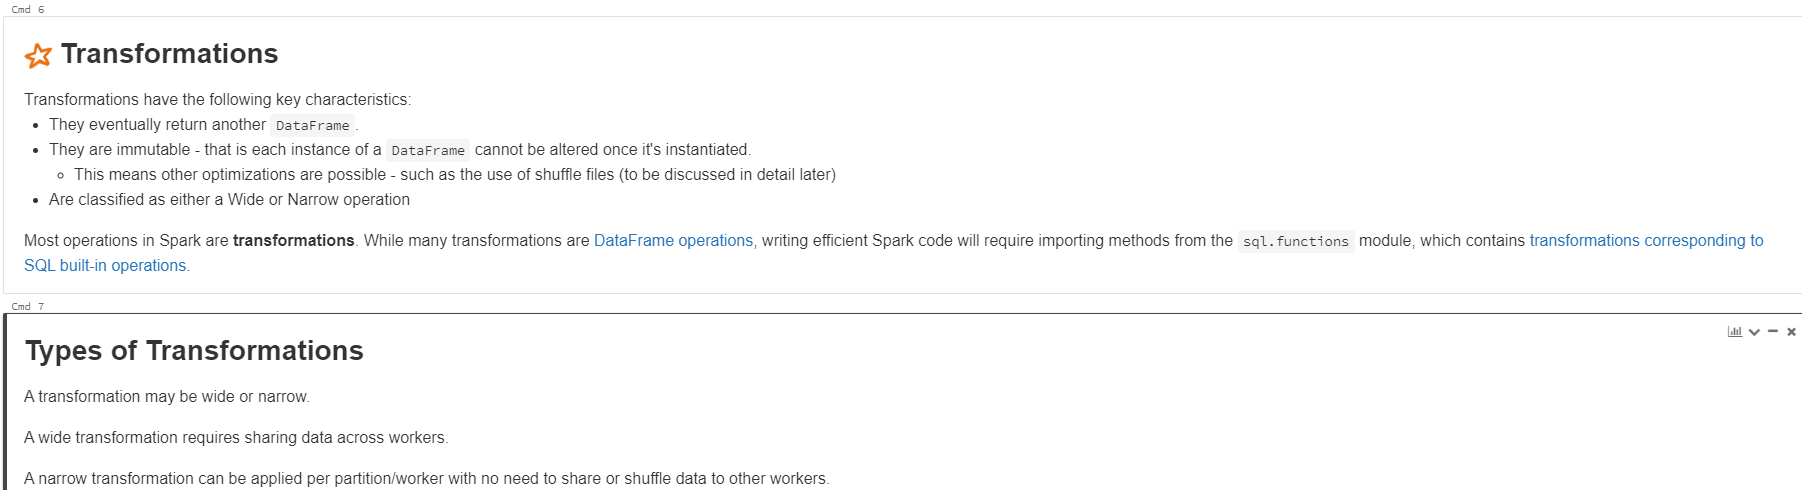 Cmd 6
Transformations
Transformations have the following key characteristics:
• They eventually return another DataFrame.
• They are immutable - that is each instance of a DataFrame cannot be altered once it's instantiated.
◦ This means other optimizations are possible - such as the use of shuffle files (to be discussed in detail later)
• Are classified as either a Wide or Narrow operation
Most operations in Spark are transformations. While many transformations are DataFrame operations, writing efficient Spark code will require importing methods from the sql.functions module, which contains transformations corresponding to
SQL built-in operations.
Cmd 7
Types of Transformations
A transformation may be wide or narrow.
A wide transformation requires sharing data across workers.
A narrow transformation can be applied per partition/worker with no need to share or shuffle data to other workers.